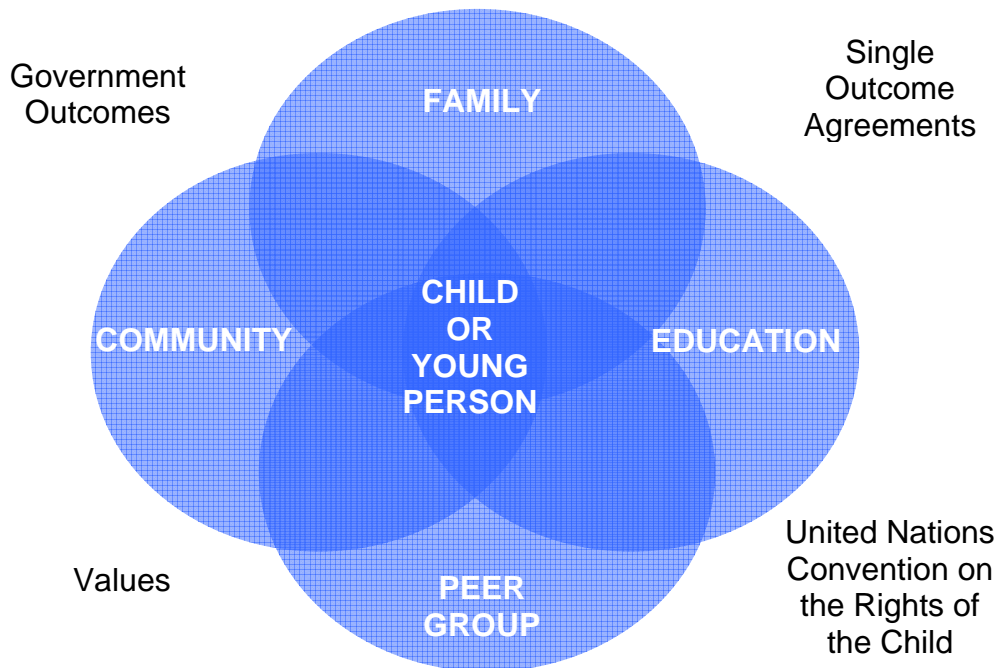 Government
Outcomes
FAMILY
Single
Outcome
Agreements
COMMUNITY
CHILD
OR
YOUNG
PERSON
EDUCATION
Values
PEER
GROUP
United Nations
Convention on
the Rights of
the Child